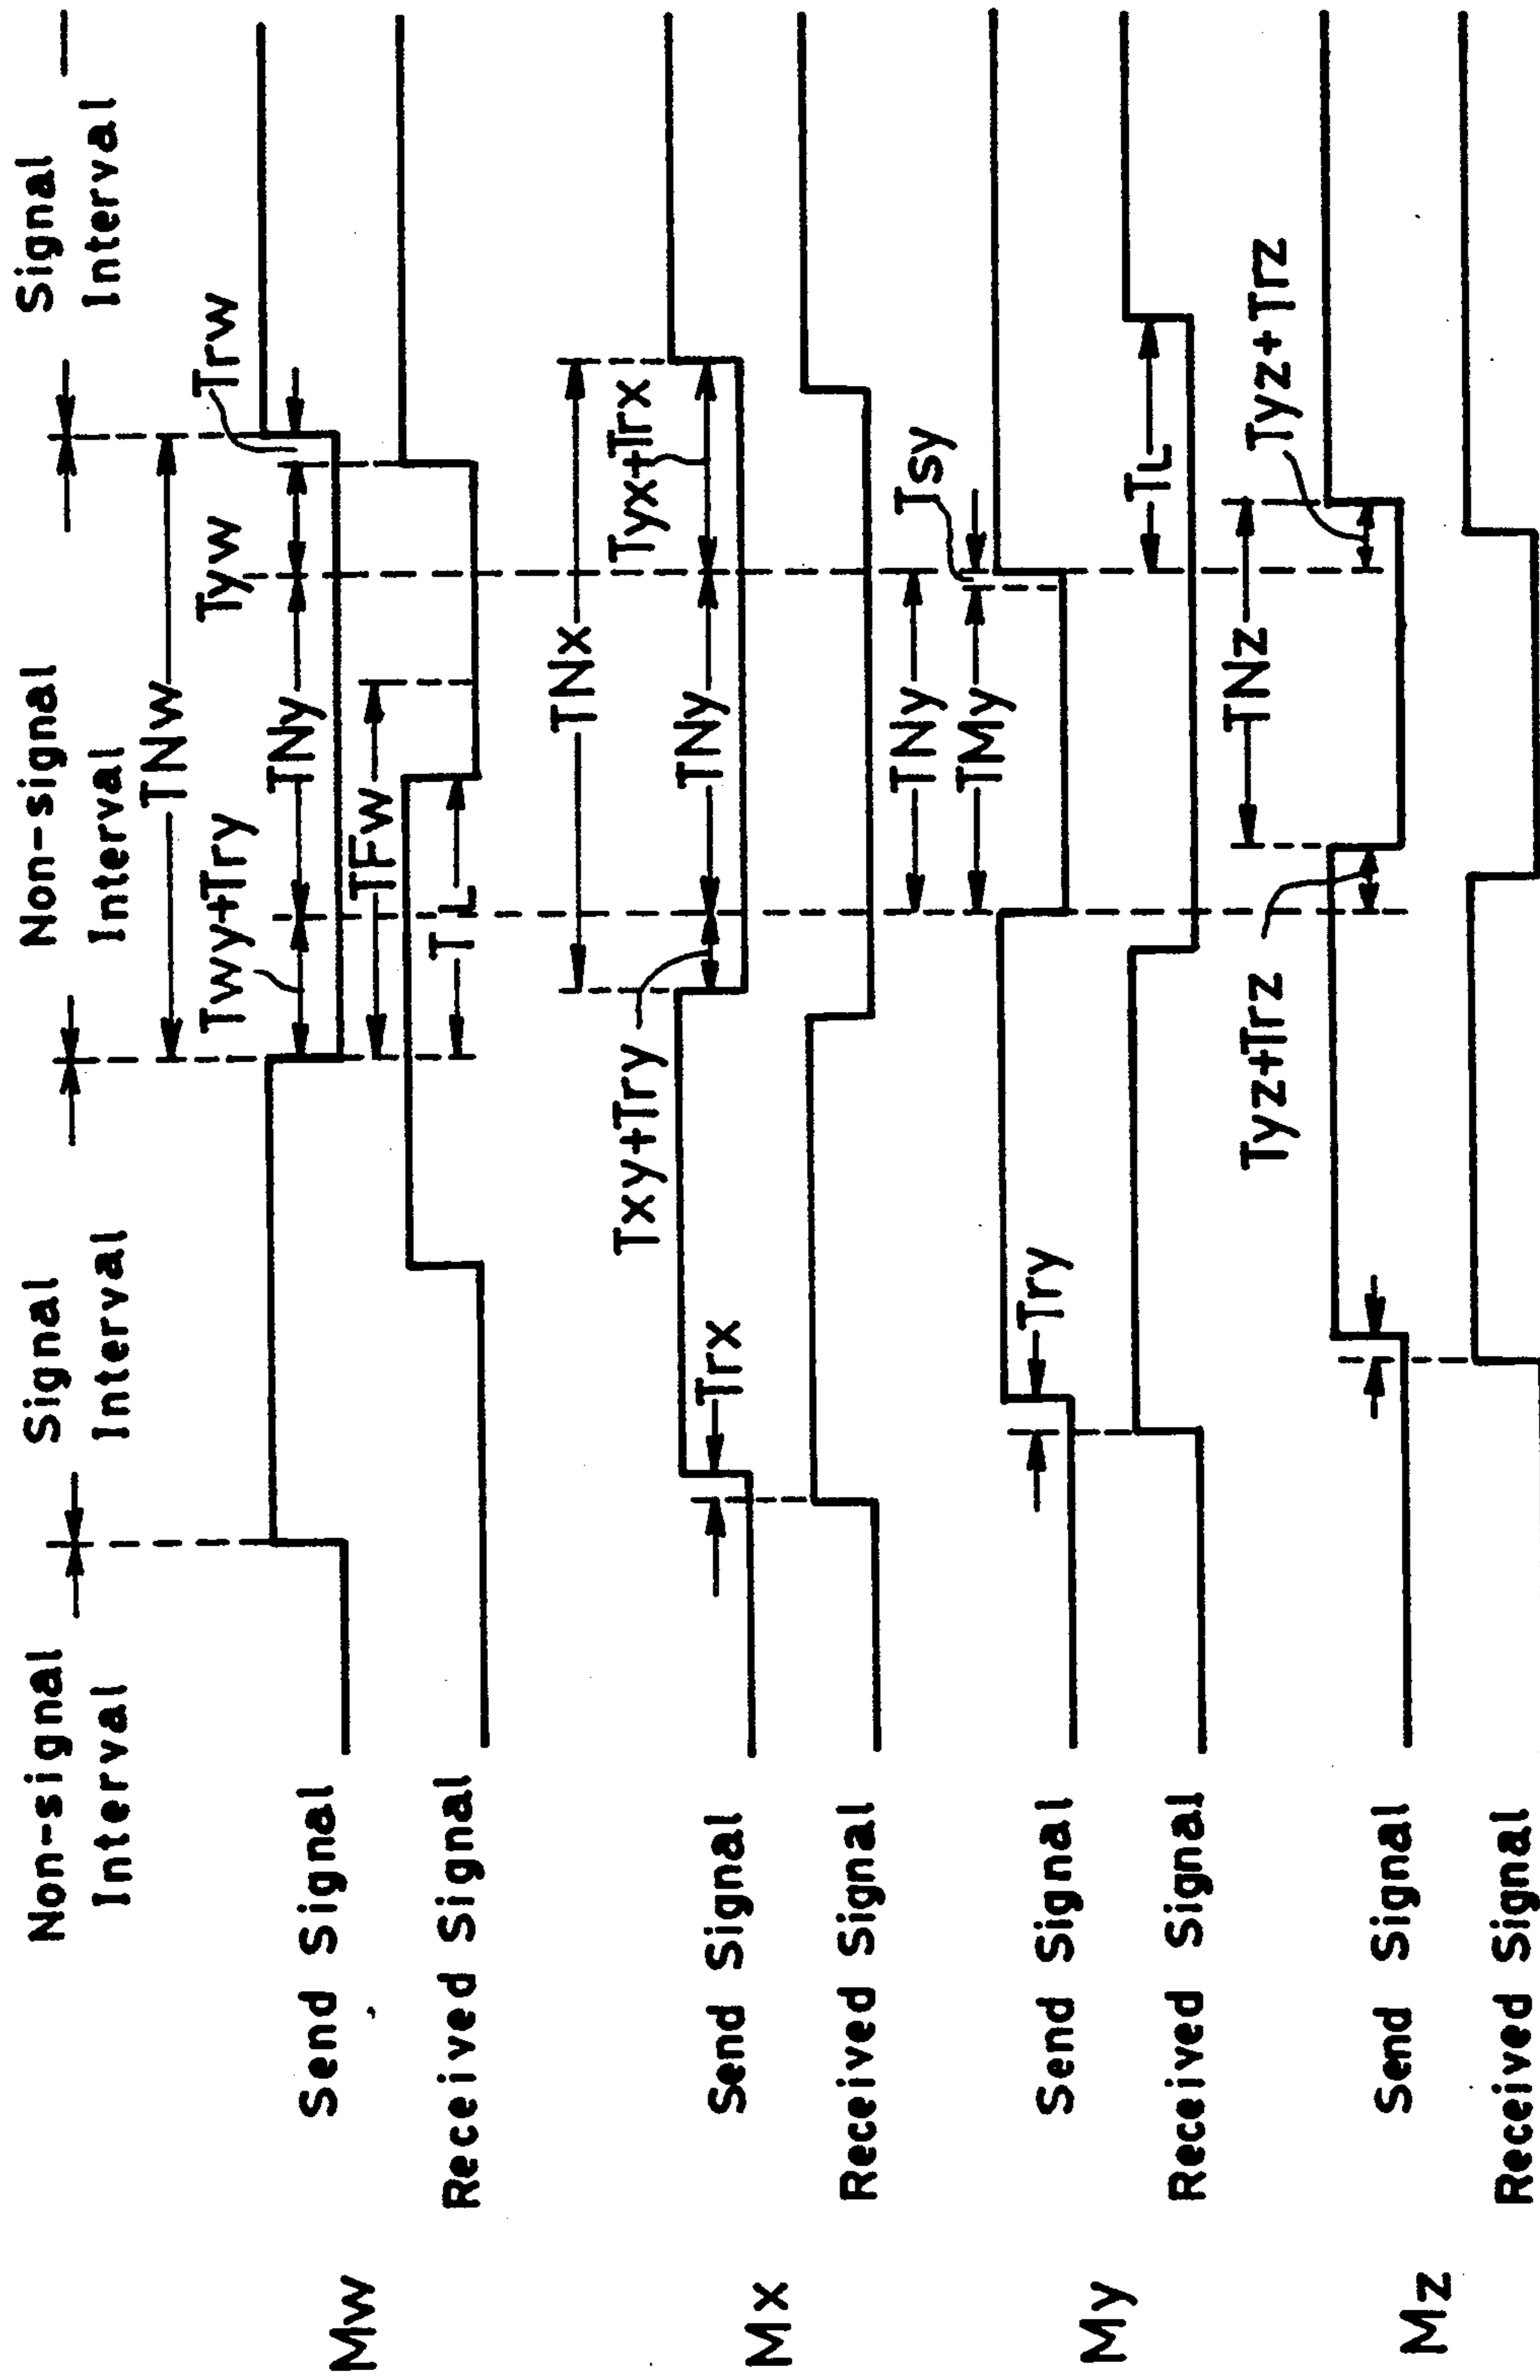 Non-signal
Interval
Signal
Interval
Non-signal
Interval
Signal
Interval
TNw
Twy+Try
TNy
Tyw
Trw
TFw
TL
Mw
Send Signal
Received Signal
TNx
Txy+Try
TNy
Tyx+Trx
Trx
Mx
Send Signal
Received Signal
TNy
TMy
Tsy
Try
TL
My
Send Signal
Received Signal
TNz
Tyz+Trz
Tyz+Trz
Mz
Send Signal
Received Signal